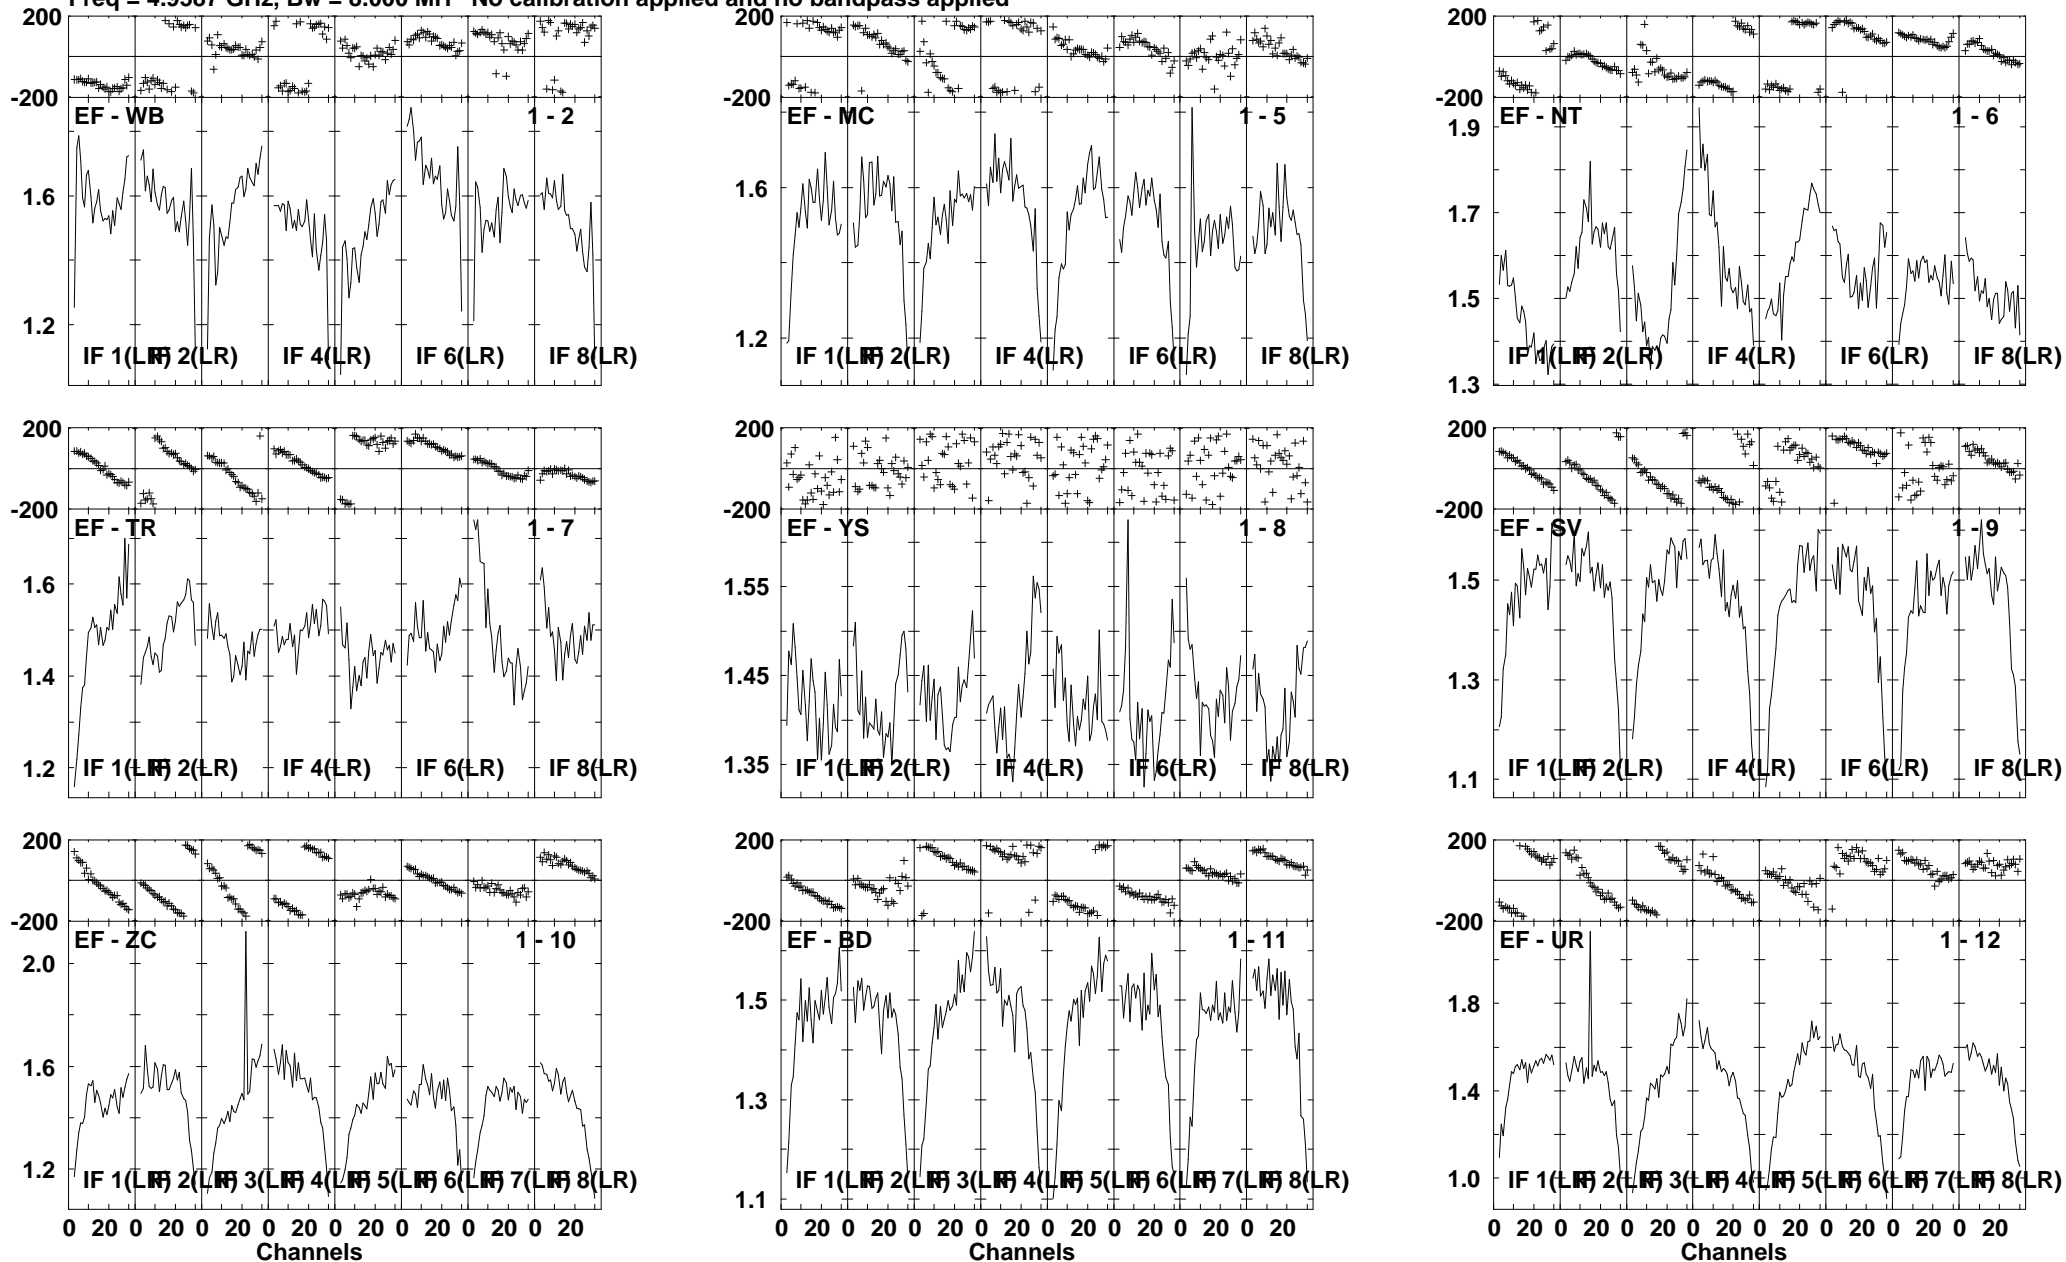 No calibration applied and no bandpass applied
200
-200
EF - WB 1 - 2
1.6
1.2
IF 1(LR) IF 2(LR) IF 4(LR) IF 6(LR) IF 8(LR)
200
-200
EF - MC 1 - 5
1.6
1.2
IF 1(LR) IF 2(LR) IF 4(LR) IF 6(LR) IF 8(LR)
200
-200
EF - NT 1 - 6
1.9
1.7
1.5
1.3
IF 1(LR) IF 2(LR) IF 4(LR) IF 6(LR) IF 8(LR)
200
-200
EF - TR 1 - 7
1.6
1.4
1.2
IF 1(LR) IF 2(LR) IF 4(LR) IF 6(LR) IF 8(LR)
200
-200
EF - YS 1 - 8
1.55
1.45
1.35
IF 1(LR) IF 2(LR) IF 4(LR) IF 6(LR) IF 8(LR)
200
-200
EF - SV 1 - 9
1.5
1.3
1.1
IF 1(LR) IF 2(LR) IF 4(LR) IF 6(LR) IF 8(LR)
200
-200
EF - ZC 1 - 10
2.0
1.6
1.2
IF 1(LR) IF 2(LR) IF 3(LR) IF 4(LR) IF 5(LR) IF 6(LR) IF 7(LR) IF 8(LR)
0 20 0 20 0 20 0 20 0 20 0 20 0 20 0 20
Channels
200
-200
EF - BD 1 - 11
1.5
1.3
1.1
IF 1(LR) IF 2(LR) IF 3(LR) IF 4(LR) IF 5(LR) IF 6(LR) IF 7(LR) IF 8(LR)
0 20 0 20 0 20 0 20 0 20 0 20 0 20 0 20
Channels
200
-200
EF - UR 1 - 12
1.8
1.4
1.0
IF 1(LR) IF 2(LR) IF 3(LR) IF 4(LR) IF 5(LR) IF 6(LR) IF 7(LR) IF 8(LR)
0 20 0 20 0 20 0 20 0 20 0 20 0 20 0 20
Channels